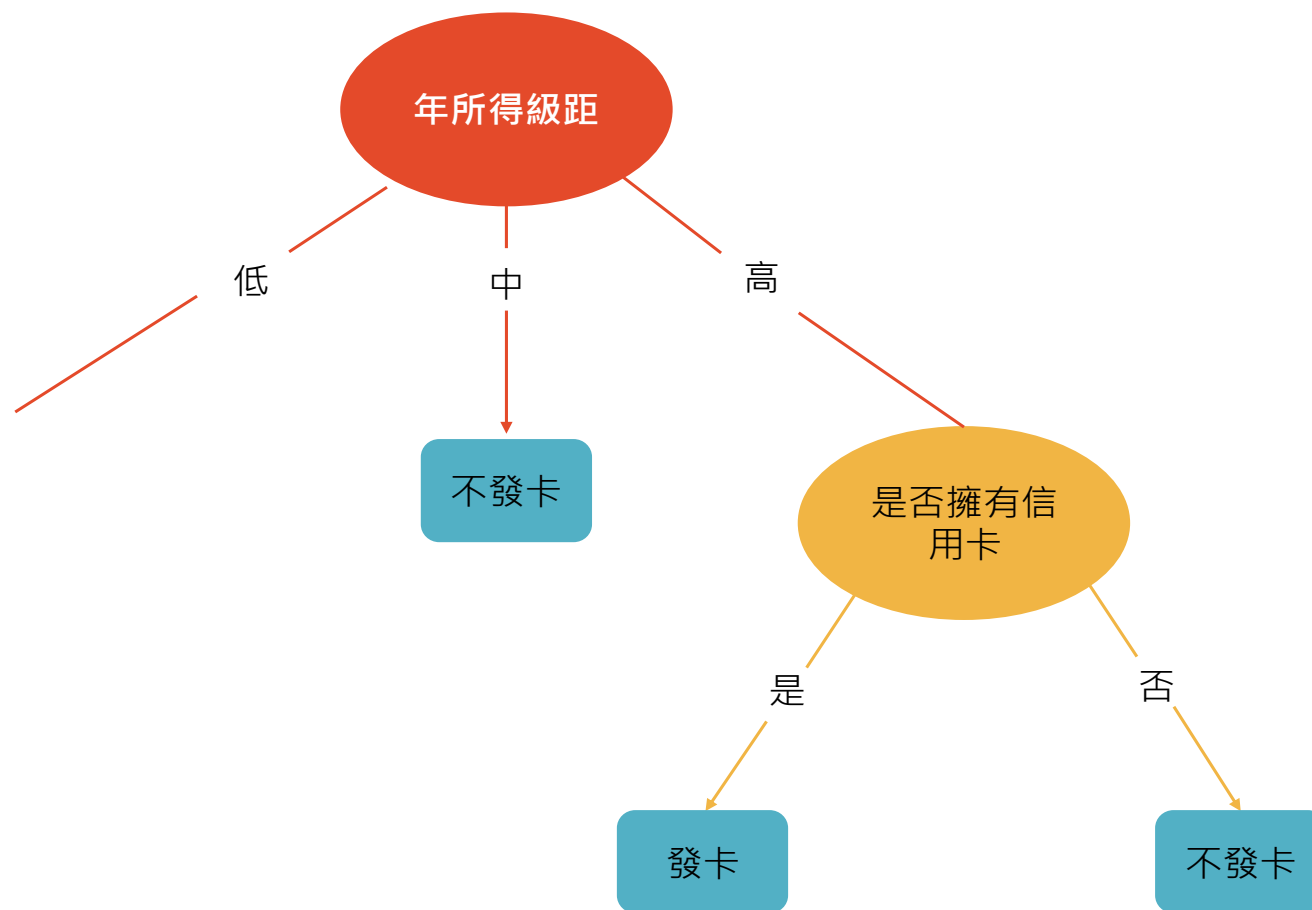 年所得級距
低
中
高
不發卡
是否擁有信
用卡
是
否
發卡
不發卡